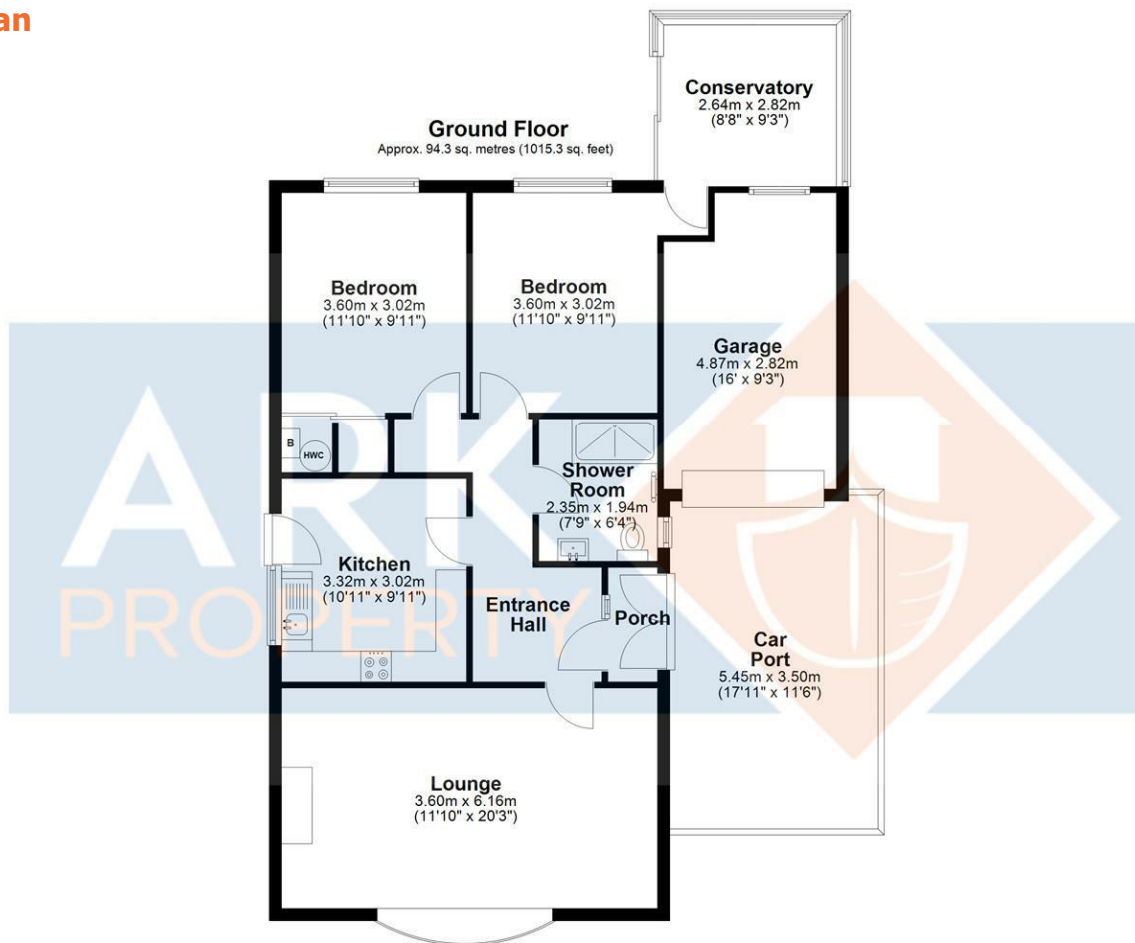 an
Conservatory
2.64m x 2.82m
(8'8" x 9'3")
Ground Floor
Approx. 94.3 sq. metres (1015.3 sq. feet)
Bedroom
3.60m x 3.02m
(11'10" x 9'11")
Bedroom
3.60m x 3.02m
(11'10" x 9'11")
Garage
4.87m x 2.82m
(16' x 9'3")
B
HWC
Shower
Room
2.35m x 1.94m
(7'9" x 6'4")
Kitchen
3.32m x 3.02m
(10'11" x 9'11")
Entrance
Hall
Porch
Car
Port
5.45m x 3.50m
(17'11" x 11'6")
Lounge
3.60m x 6.16m
(11'10" x 20'3")
ARK
PROPERTY